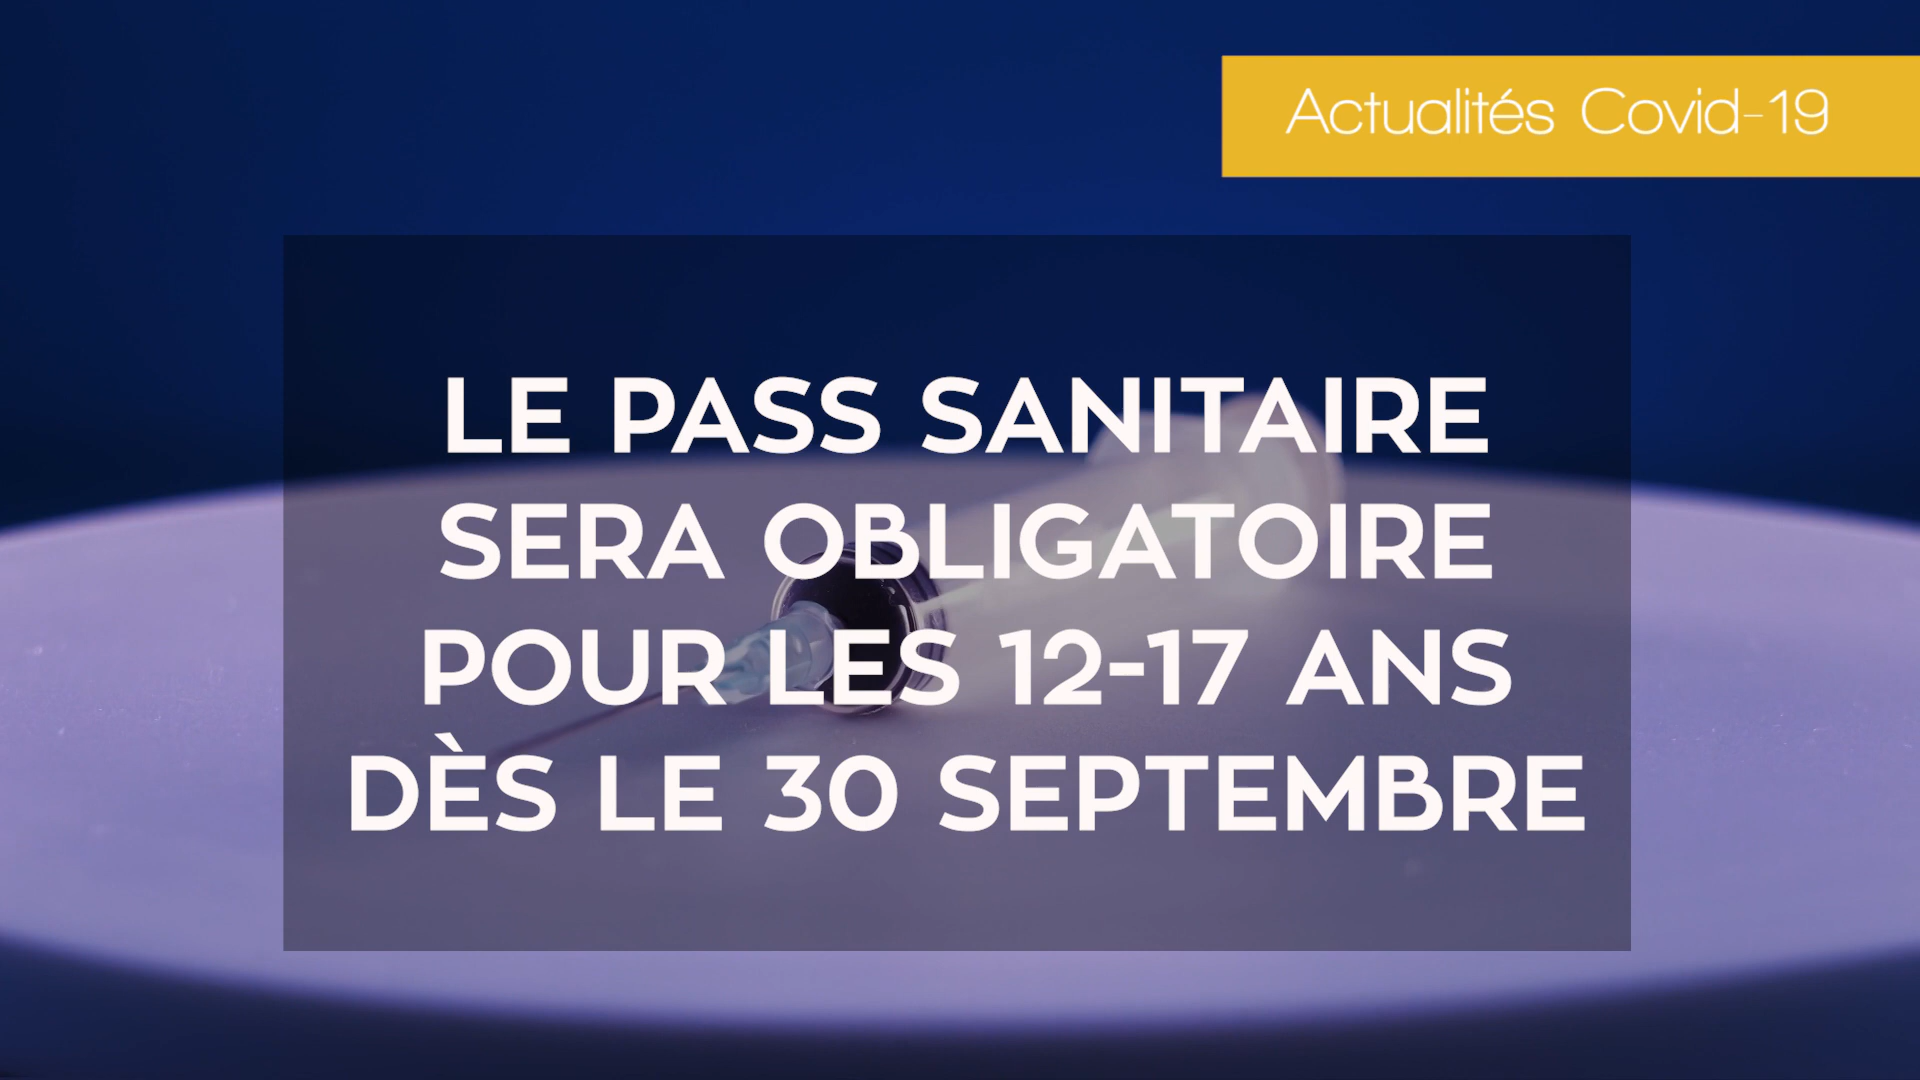 Actualités Covid-19
LE PASS SANITAIRE
SERA OBLIGATOIRE
POUR LES 12-17 ANS
DÈS LE 30 SEPTEMBRE